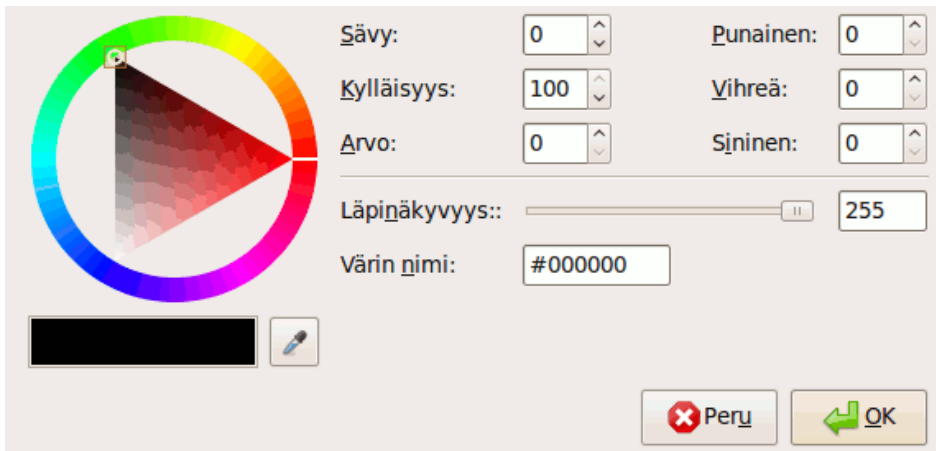 Sävy: 0 Punainen: 0
Kylläisyys: 100 Vihreä: 0
Arvo: 0 Sininen: 0
Läpinäkyvyys:: 255
Värin nimi: #000000
Peru OK